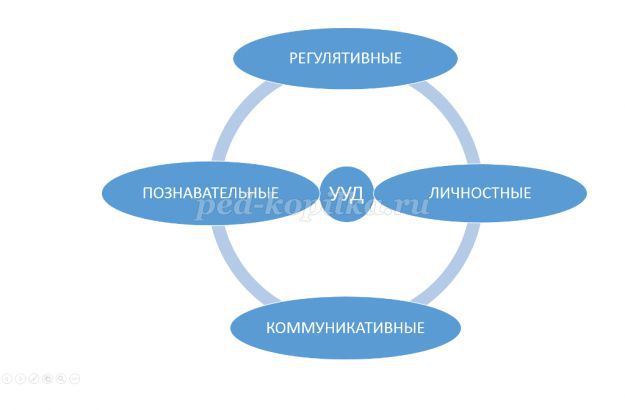 РЕГУЛЯТИВНЫЕ
ПОЗНАВАТЕЛЬНЫЕ
УУД
ЛИЧНОСТНЫЕ
ped-kopilka.ru
КОММУНИКАТИВНЫЕ